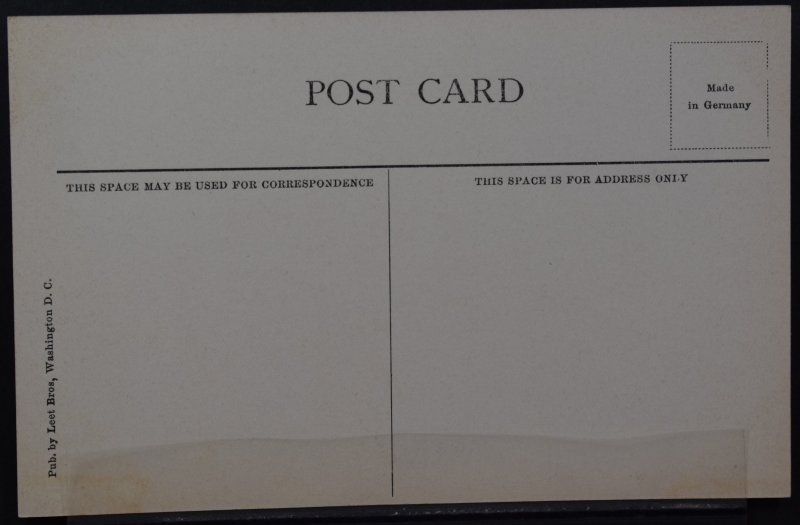 POST CARD
Made
in Germany
THIS SPACE MAY BE USED FOR CORRESPONDENCE
THIS SPACE IS FOR ADDRESS ONLY
Pub. by Leet Bros, Washington D. C.